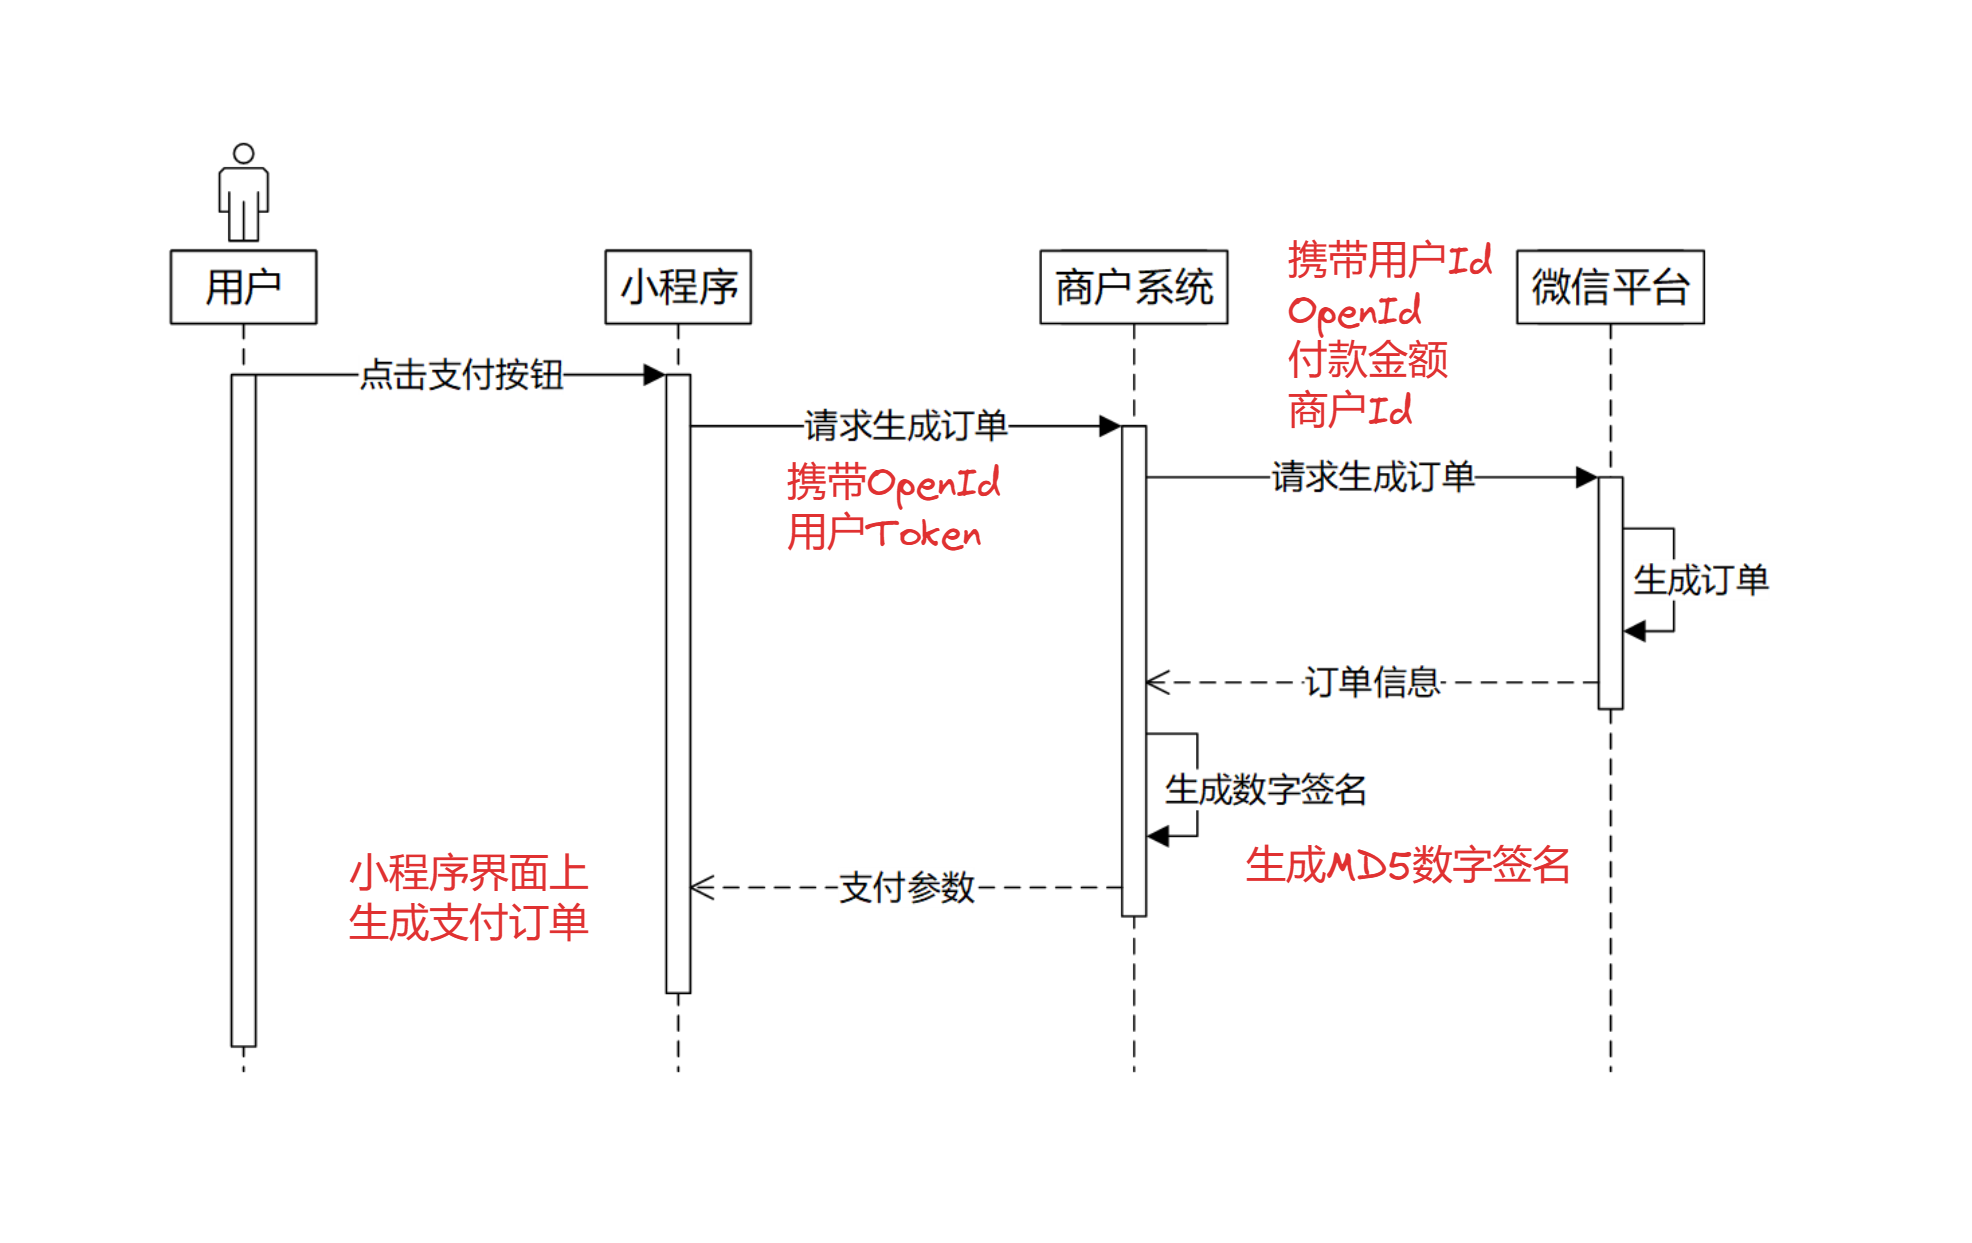 用户
小程序
商户系统
微信平台
携带用户Id
OpenId
付款金额
商户Id
点击支付按钮
请求生成订单
携带OpenId
用户Token
请求生成订单
生成订单
订单信息
生成数字签名
生成MD5数字签名
支付参数
小程序界面上
生成支付订单